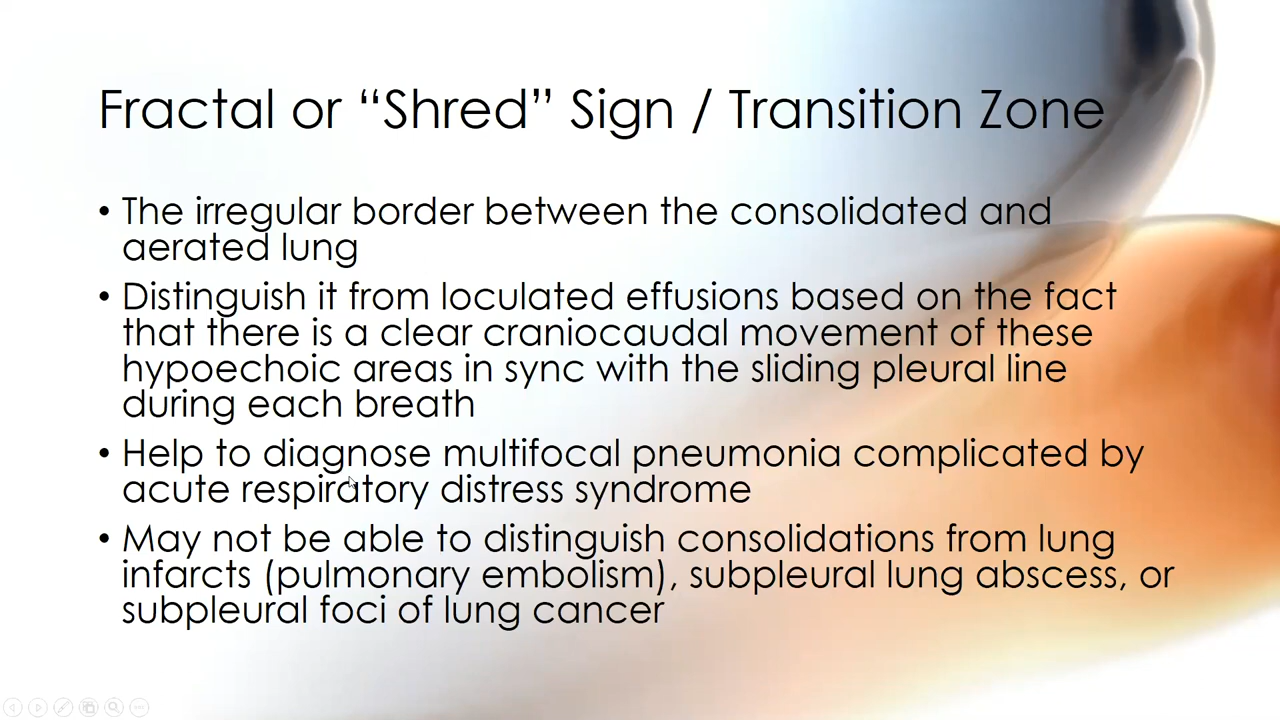 Fractal or “Shred” Sign / Transition Zone
• The irregular border between the consolidated and
aerated lung
• Distinguish it from loculated effusions based on the fact
that there is a clear craniocaudal movement of these
hypoechoic areas in sync with the sliding pleural line
during each breath
• Help to diagnose multifocal pneumonia complicated by
acute respiratory distress syndrome
• May not be able to distinguish consolidations from lung
infarcts (pulmonary embolism), subpleural lung abscess, or
subpleural foci of lung cancer